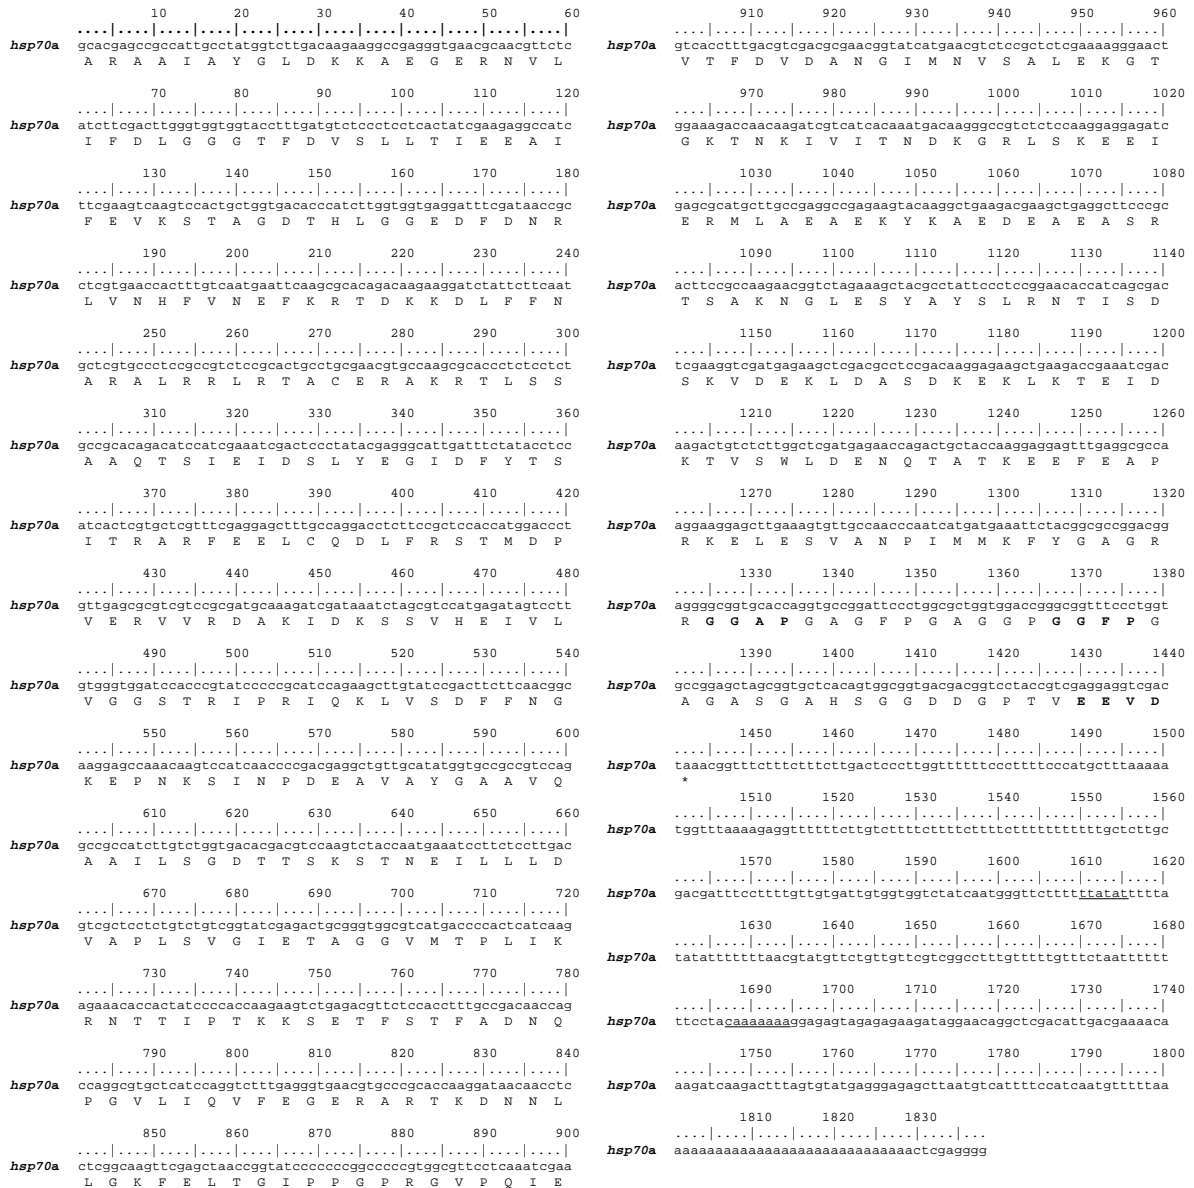 10 20 30 40 50 60
....|....|....|....|....|....|....|....|....|....|....|....|
hsp70a gcacgagccgccattgcctatggtcttgacaagaaggccgagggtgaacgcaacgttctc
A R A A I A Y G L D K K A E G E R N V L
70 80 90 100 110 120
....|....|....|....|....|....|....|....|....|....|....|....|
hsp70a atcttcgacttgggtggtggtacctttgatgtctccctcctcactatcgaagaggccatc
I F D L G G G T F D V S L L T I E E A I
130 140 150 160 170 180
....|....|....|....|....|....|....|....|....|....|....|....|
hsp70a ttcgaagtcaagtccactgctggtgacacccatcttggtggtgaggatttcgataaccgc
F E V K S T A G D T H L G G E D F D N R
190 200 210 220 230 240
....|....|....|....|....|....|....|....|....|....|....|....|
hsp70a ctcgtgaaccactttgtcaatgaattcaagcgcacagacaagaaggatctattcttcaat
L V N H F V N E F K R T D K K D L F F N
250 260 270 280 290 300
....|....|....|....|....|....|....|....|....|....|....|....|
hsp70a gctcgtgccctccgccgtctccgcactgcctgcgaacgtgccaagcgcaccctctcctct
A R A L R R L R T A C E R A K R T L S S
310 320 330 340 350 360
....|....|....|....|....|....|....|....|....|....|....|....|
hsp70a gccgcacagacatccatcgaaatcgactccctatacgagggcattgatttctatacctcc
A A Q T S I E I D S L Y E G I D F Y T S
370 380 390 400 410 420
....|....|....|....|....|....|....|....|....|....|....|....|
hsp70a atcactcgtgctcgtttcgaggagctttgccaggacctcttccgctccaccatggaccct
I T R A R F E E L C Q D L F R S T M D P
430 440 450 460 470 480
....|....|....|....|....|....|....|....|....|....|....|....|
hsp70a gttgagcgcgtcgtccgcgatgcaaagatcgataaatctagcgtccatgagatagtcctt
V E R V V R D A K I D K S S V H E I V L
490 500 510 520 530 540
....|....|....|....|....|....|....|....|....|....|....|....|
hsp70a gtgggtggatccacccgtatcccccgcatccagaagcttgtatccgacttcttcaacggc
V G G S T R I P R I Q K L V S D F F N G
550 560 570 580 590 600
....|....|....|....|....|....|....|....|....|....|....|....|
hsp70a aaggagccaaacaagtccatcaaccccgacgaggctgttgcatatggtgccgccgtccag
K E P N K S I N P D E A V A Y G A A V Q
610 620 630 640 650 660
....|....|....|....|....|....|....|....|....|....|....|....|
hsp70a gccgccatcttgtctggtgacacgacgtccaagtctaccaatgaaatccttctccttgac
A A I L S G D T T S K S T N E I L L L D
670 680 690 700 710 720
....|....|....|....|....|....|....|....|....|....|....|....|
hsp70a gtcgctcctctgtctgtcggtatcgagactgcgggtggcgtcatgaccccactcatcaag
V A P L S V G I E T A G G V M T P L I K
730 740 750 760 770 780
....|....|....|....|....|....|....|....|....|....|....|....|
hsp70a agaaacaccactatccccaccaagaagtctgagacgttctccacctttgccgacaaccag
R N T T I P T K K S E T F S T F A D N Q
790 800 810 820 830 840
....|....|....|....|....|....|....|....|....|....|....|....|
hsp70a ccaggcgtgctcatccaggtctttgagggtgaacgtgcccgcaccaaggataacaacctc
P G V L I Q V F E G E R A R T K D N N L
850 860 870 880 890 900
....|....|....|....|....|....|....|....|....|....|....|....|
hsp70a ctcggcaagttcgagctaaccggtatccccccccggcccccgtggcgttcctcaaatcgaa
L G K F E L T G I P P G P R G V P Q I E
910 920 930 940 950 960
....|....|....|....|....|....|....|....|....|....|....|....|
hsp70a gtcacctttgacgtcgacgcgaacggtatcatgaacgtctccgctctcgaaaagggaact
V T F D V D A N G I M N V S A L E K G T
970 980 990 1000 1010 1020
....|....|....|....|....|....|....|....|....|....|....|....|
hsp70a ggaaagaccaacaagatcgtcatcacaaatgacaagggccgtctctccaaggaggagatc
G K T N K I V I T N D K G R L S K E E I
1030 1040 1050 1060 1070 1080
....|....|....|....|....|....|....|....|....|....|....|....|
hsp70a gagcgcatgcttgccgaggccgagaagtacaaggctgaagacgaagctgaggcttcccgc
E R M L A E A E K Y K A E D E A E A S R
1090 1100 1110 1120 1130 1140
....|....|....|....|....|....|....|....|....|....|....|....|
hsp70a acttccgccaagaacggtctagaaagctacgcctattccctccggaacaccatcagcgac
T S A K N G L E S Y A Y S L R N T I S D
1150 1160 1170 1180 1190 1200
....|....|....|....|....|....|....|....|....|....|....|....|
hsp70a tcgaaggtcgatgagaagctcgacgcctccgacaaggagaagctgaagaccgaaatcgac
S K V D E K L D A S D K E K L K T E I D
1210 1220 1230 1240 1250 1260
....|....|....|....|....|....|....|....|....|....|....|....|
hsp70a aagactgtctcttggctcgatgagaaccagactgctaccaaggaggagtttgaggcgcca
K T V S W L D E N Q T A T K E E F E A P
1270 1280 1290 1300 1310 1320
....|....|....|....|....|....|....|....|....|....|....|....|
hsp70a aggaaggagcttgaaagtgttgccaacccaatcatgatgaaattctacggcgccggacgg
R K E L E S V A N P I M M K F Y G A G R
1330 1340 1350 1360 1370 1380
....|....|....|....|....|....|....|....|....|....|....|....|
hsp70a aggggcggtgcaccaggtgccggattccctggcgctggtggaccgggcggtttccctggt
R G G A P G A G F P G A G G P G G F P G
1390 1400 1410 1420 1430 1440
....|....|....|....|....|....|....|....|....|....|....|....|
hsp70a gccggagctagcggtgctcacagtggcggtgacgacggtcctaccgtcgaggaggtcgac
A G A S G A H S G G D D G P T V E E V D
1450 1460 1470 1480 1490 1500
....|....|....|....|....|....|....|....|....|....|....|....|
hsp70a taaacggtttctttctttcttgactcccttggttttttcccttttcccatgctttaaaaa
*
1510 1520 1530 1540 1550 1560
....|....|....|....|....|....|....|....|....|....|....|....|
hsp70a tggtttaaaagaggttttttcttgtcttttcttttcttttctttttttttttgctcttgc
1570 1580 1590 1600 1610 1620
....|....|....|....|....|....|....|....|....|....|....|....|
hsp70a gacgatttccttttgttgtgattgtggtggtctatcaatgggttctttttttatatttttta
1630 1640 1650 1660 1670 1680
....|....|....|....|....|....|....|....|....|....|....|....|
hsp70a tatatttttttaacgtatgttctgttgttcgtcggcctttgtttttgtttctaatttttt
1690 1700 1710 1720 1730 1740
....|....|....|....|....|....|....|....|....|....|....|....|
hsp70a ttcctacaaaaaaaggagagtagagagaagataggaacaggctcgacattgacgaaaaca
1750 1760 1770 1780 1790 1800
....|....|....|....|....|....|....|....|....|....|....|....|
hsp70a aagatcaagactttagtgtatgagggagagcttaatgtcattttccatcaatgtttttaa
1810 1820 1830
....|....|....|....|....|....|....|...
hsp70a aaaaaaaaaaaaaaaaaaaaaaaaaaaaactcgagggg